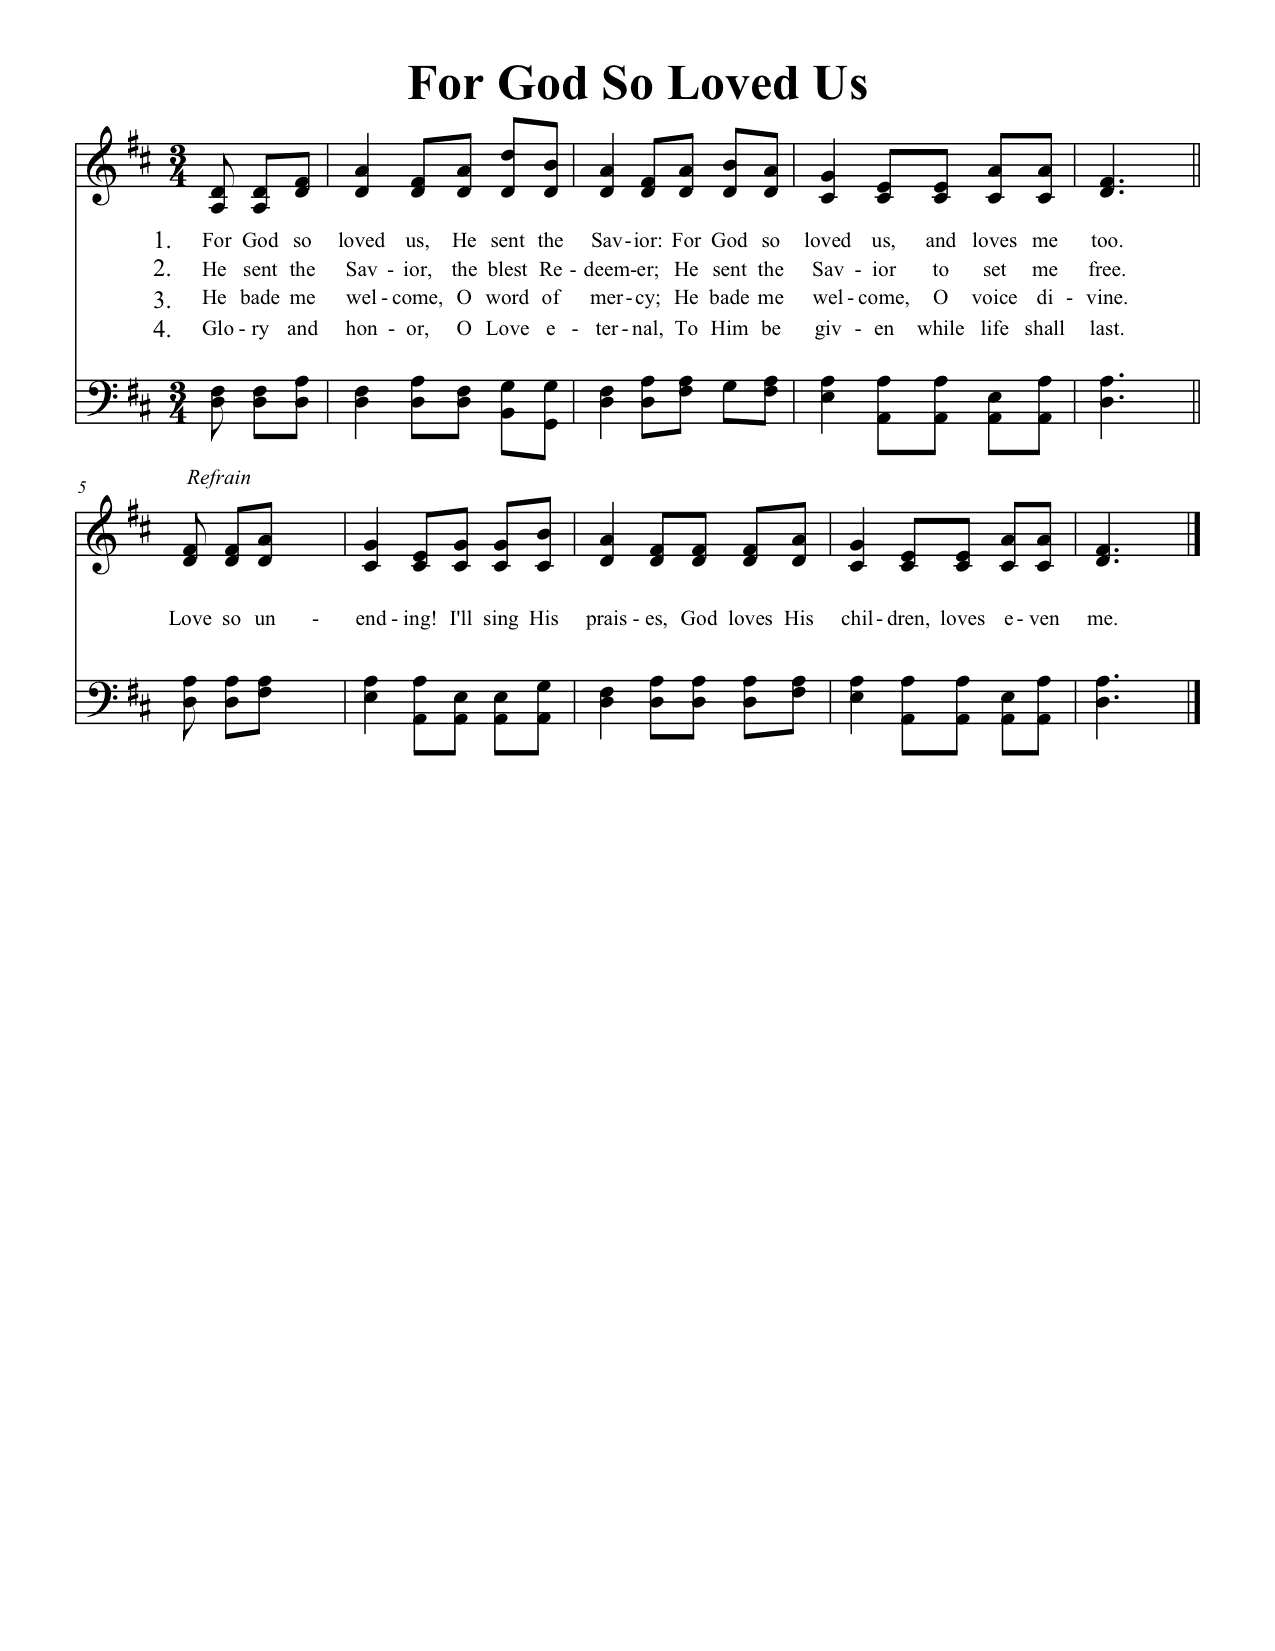 For God So Loved Us
3
4
1. For God so loved us, He sent the Sav-ior: For God so loved us, and loves me too.
2. He sent the Sav - ior, the blest Re - deem-er; He sent the Sav - ior to set me free.
3. He bade me wel - come, O word of mer - cy; He bade me wel - come, O voice di - vine.
4. Glo - ry and hon - or, O Love e - ter - nal, To Him be giv - en while life shall last.
3
4
Refrain
5
Love so un - end - ing! I'll sing His prais - es, God loves His chil - dren, loves e - ven me.